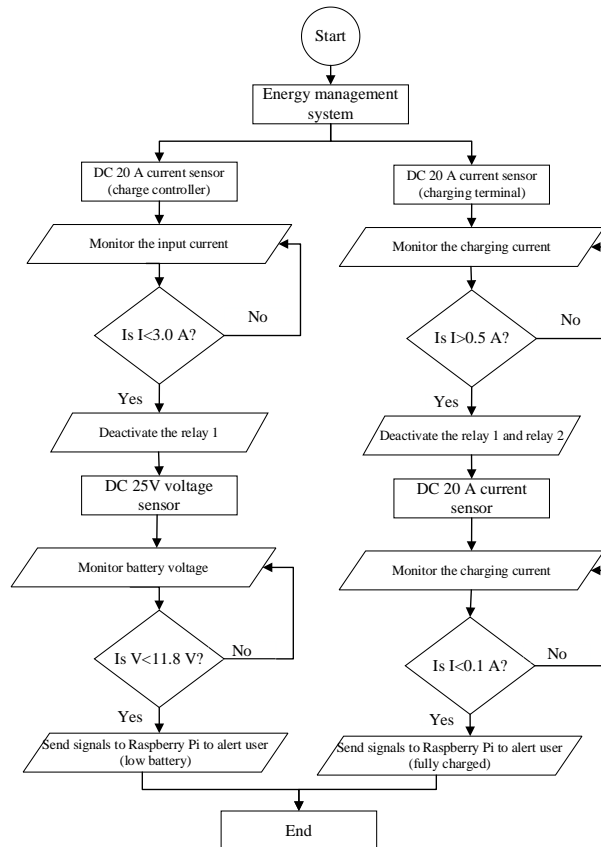 Start
Energy management
system
DC 20 A current sensor
(charge controller)
Monitor the input current
Is I<3.0 A?
No
Yes
Deactivate the relay 1
DC 25V voltage
sensor
Monitor battery voltage
Is V<11.8 V?
No
Yes
Send signals to Raspberry Pi to alert user
(low battery)
DC 20 A current sensor
(charging terminal)
Monitor the charging current
Is I>0.5 A?
No
Yes
Deactivate the relay 1 and relay 2
DC 20 A current
sensor
Monitor the charging current
Is I<0.1 A?
No
Yes
Send signals to Raspberry Pi to alert user
(fully charged)
End